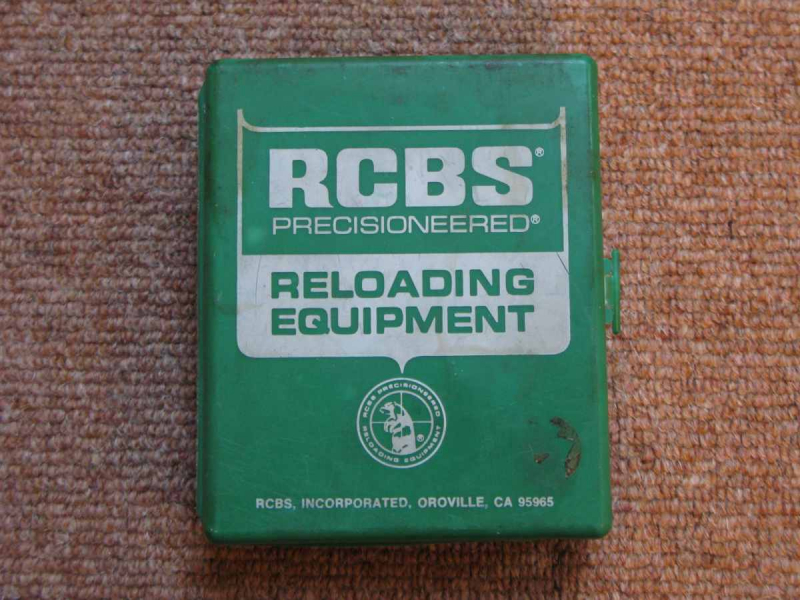 RCBS®
PRECISIONEERED®
RELOADING
EQUIPMENT
RCBS PRECISIONEERED
RELOADING EQUIPMENT
®
RCBS, INCORPORATED, OROVILLE, CA 95965